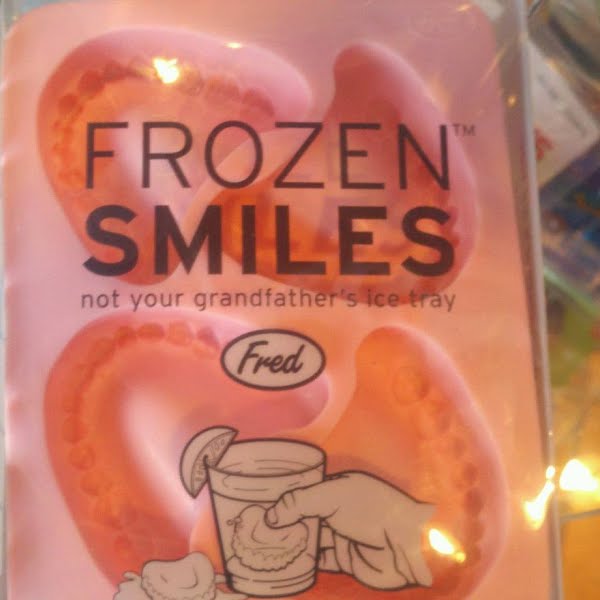 FROZEN™
SMILES
not your grandfather's ice tray
Fred